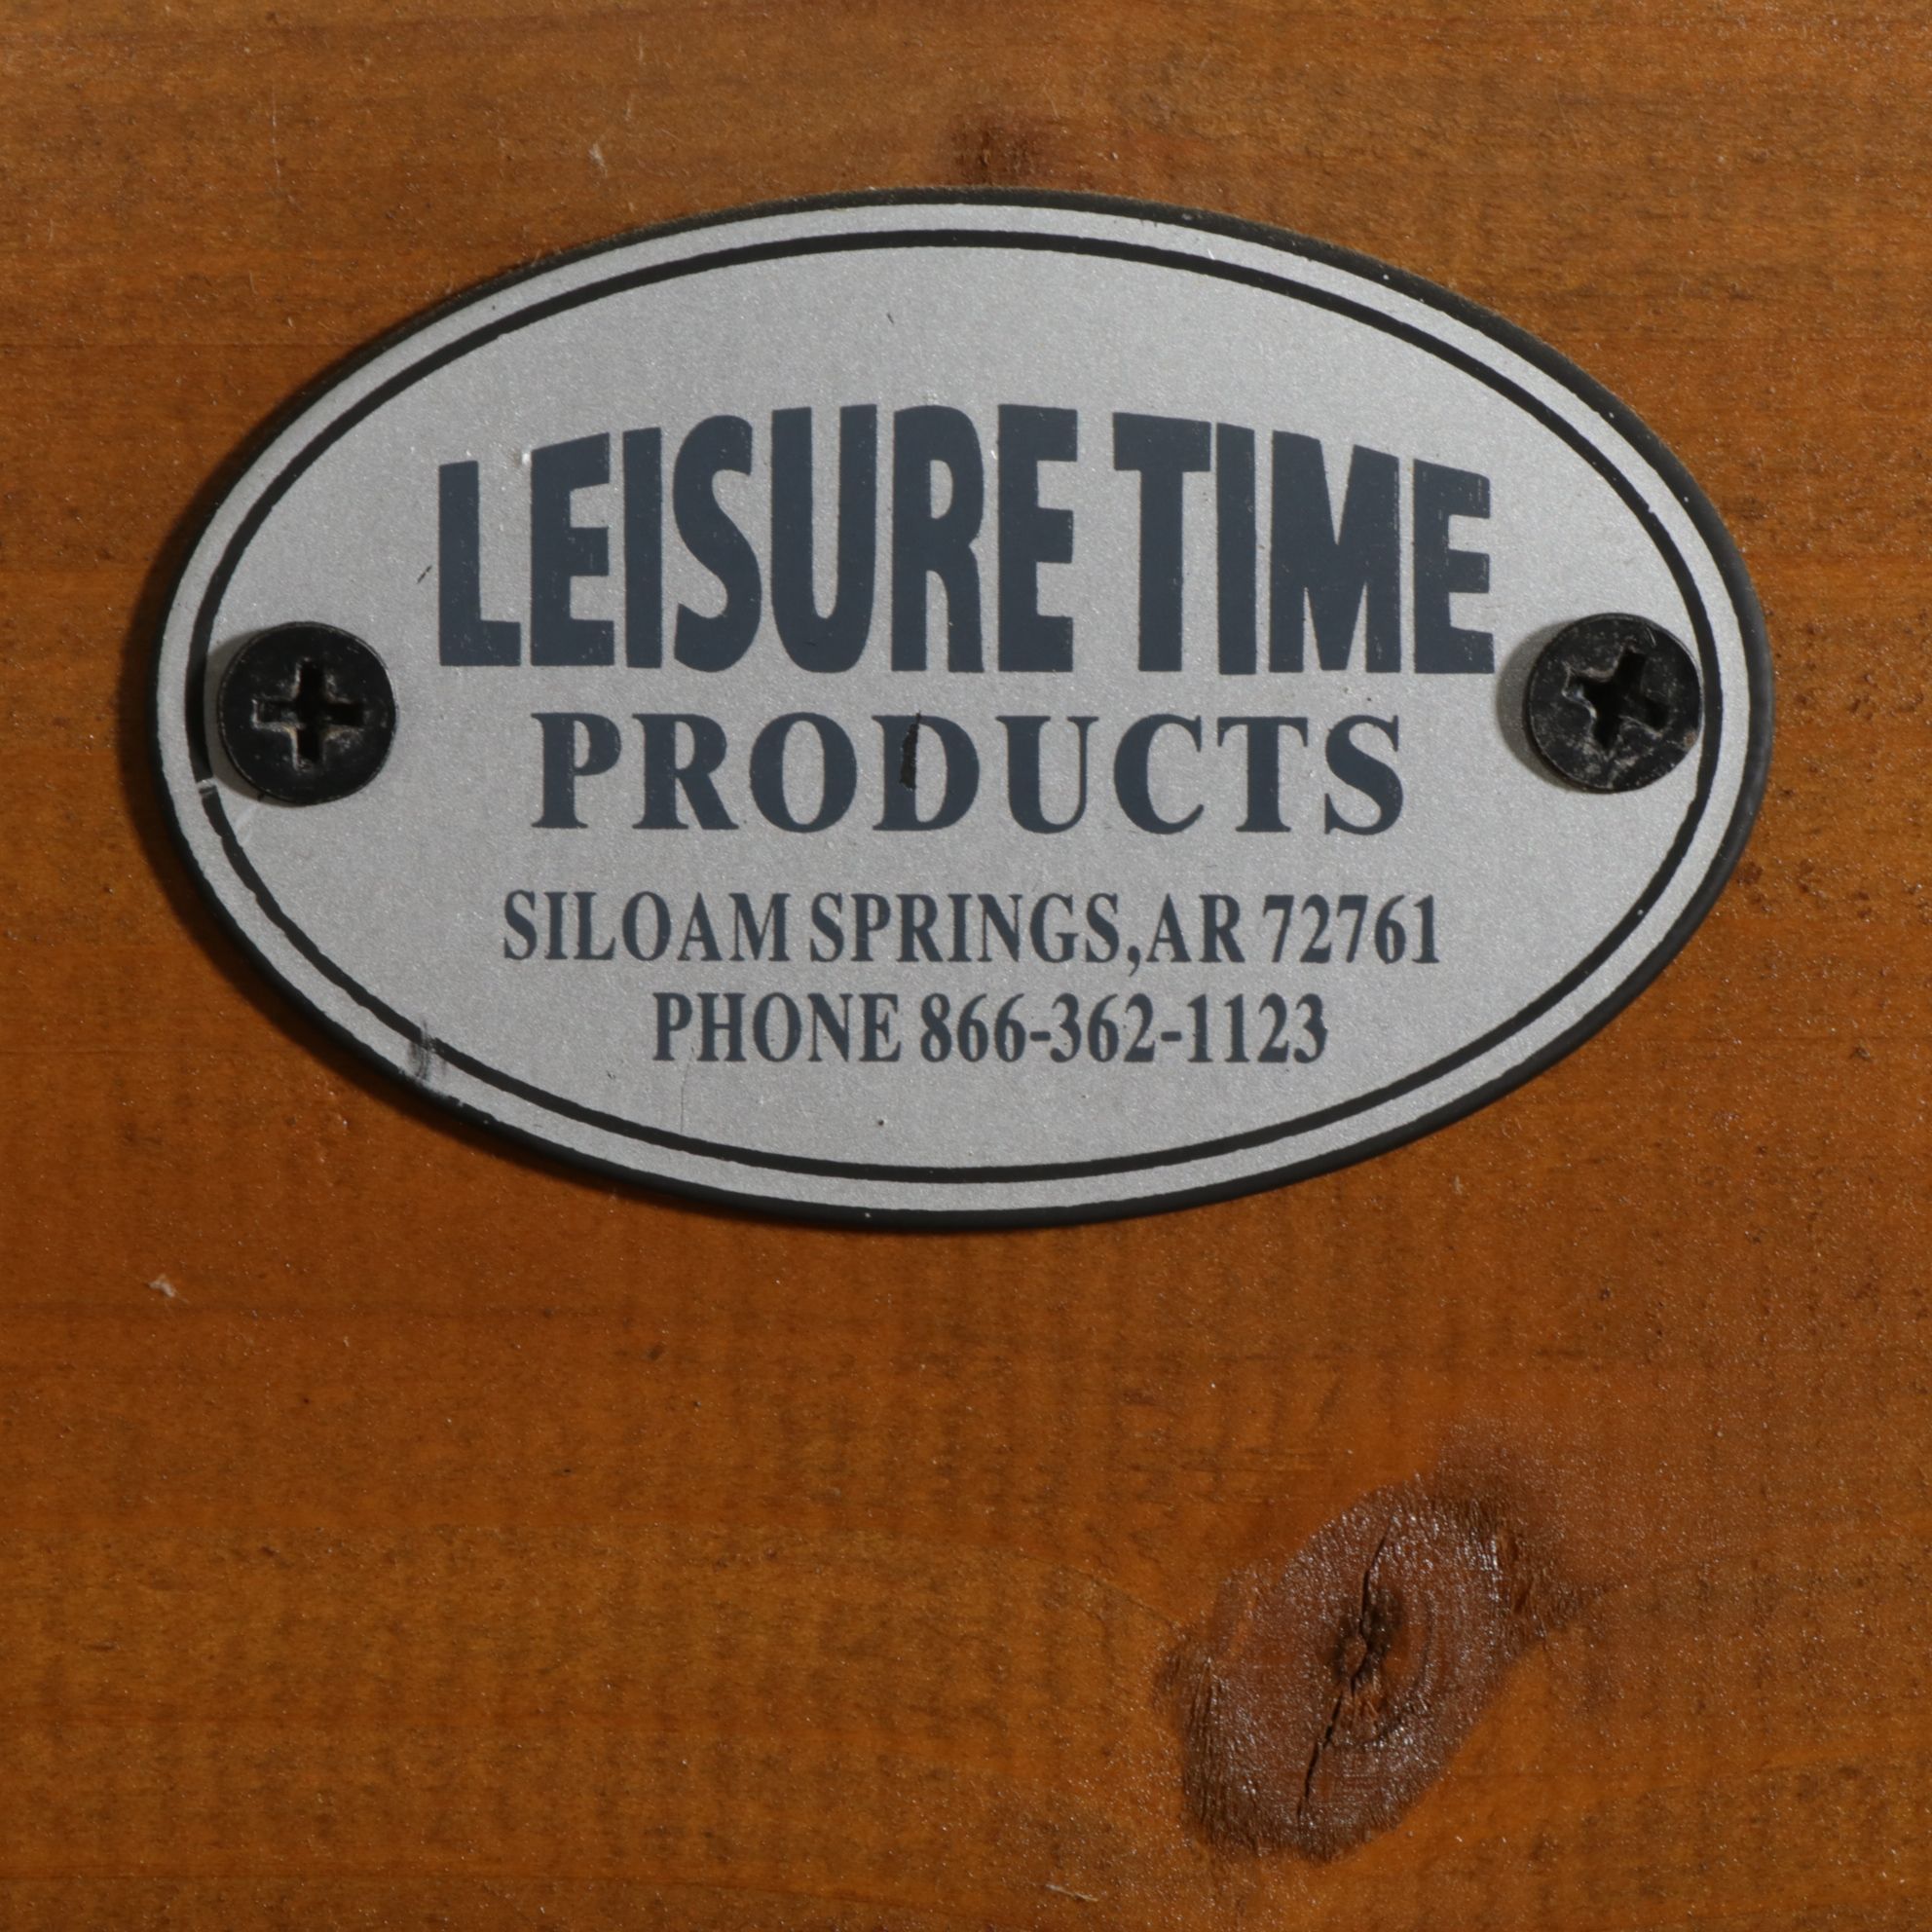 LEISURE TIME
PRODUCTS
SILOAM SPRINGS,AR 72761
PHONE 866-362-1123